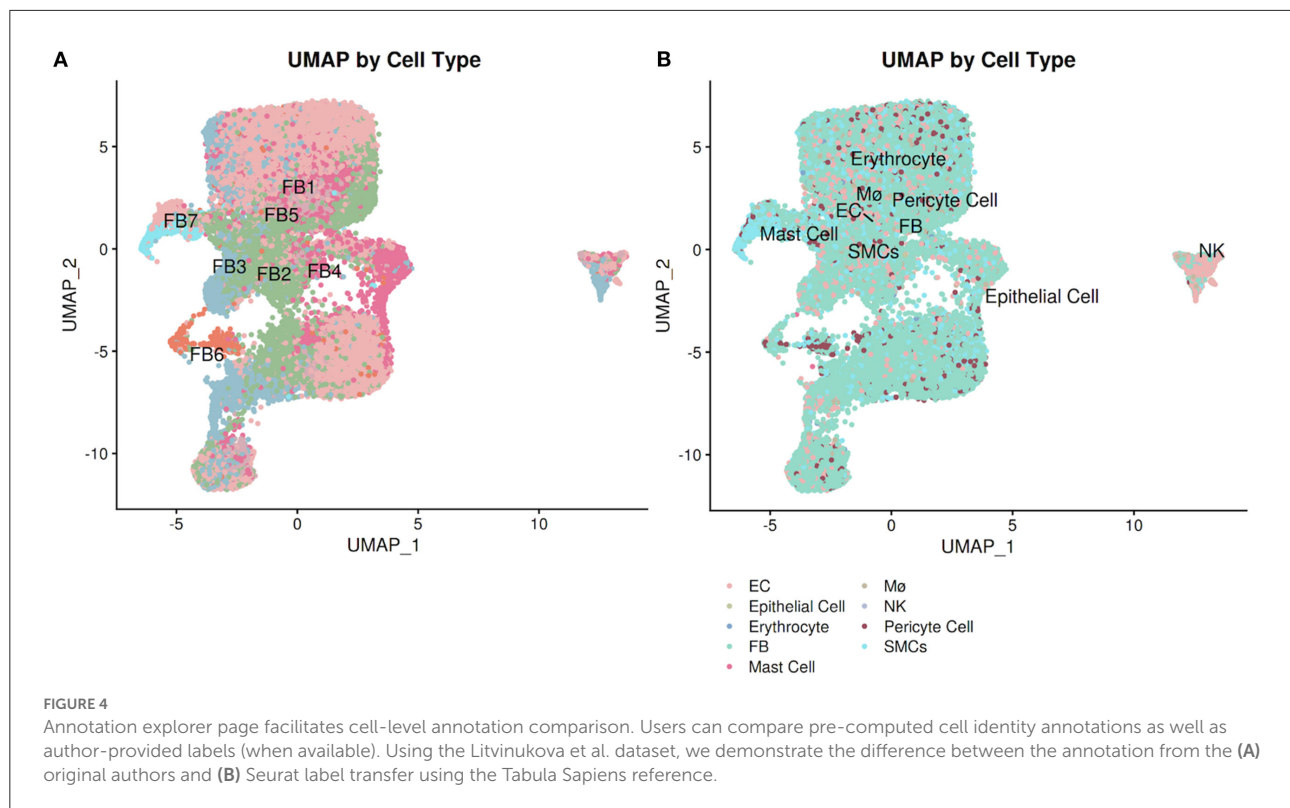 A
UMAP by Cell Type
5
0
-5
-10
UMAP_2
FB1
FB5
FB7
FB3
FB2
FB4
FB6
-5
0
5
10
UMAP_1
B
UMAP by Cell Type
5
0
-5
-10
UMAP_2
Erythrocyte
Mø
Pericyte Cell
EC
FB
Mast Cell
SMCs
NK
Epithelial Cell
-5
0
5
10
UMAP_1
EC
Epithelial Cell
Erythrocyte
FB
Mast Cell
Mø
NK
Pericyte Cell
SMCs
FIGURE 4
Annotation explorer page facilitates cell-level annotation comparison. Users can compare pre-computed cell identity annotations as well as
author-provided labels (when available). Using the Litvinukova et al. dataset, we demonstrate the difference between the annotation from the (A)
original authors and (B) Seurat label transfer using the Tabula Sapiens reference.